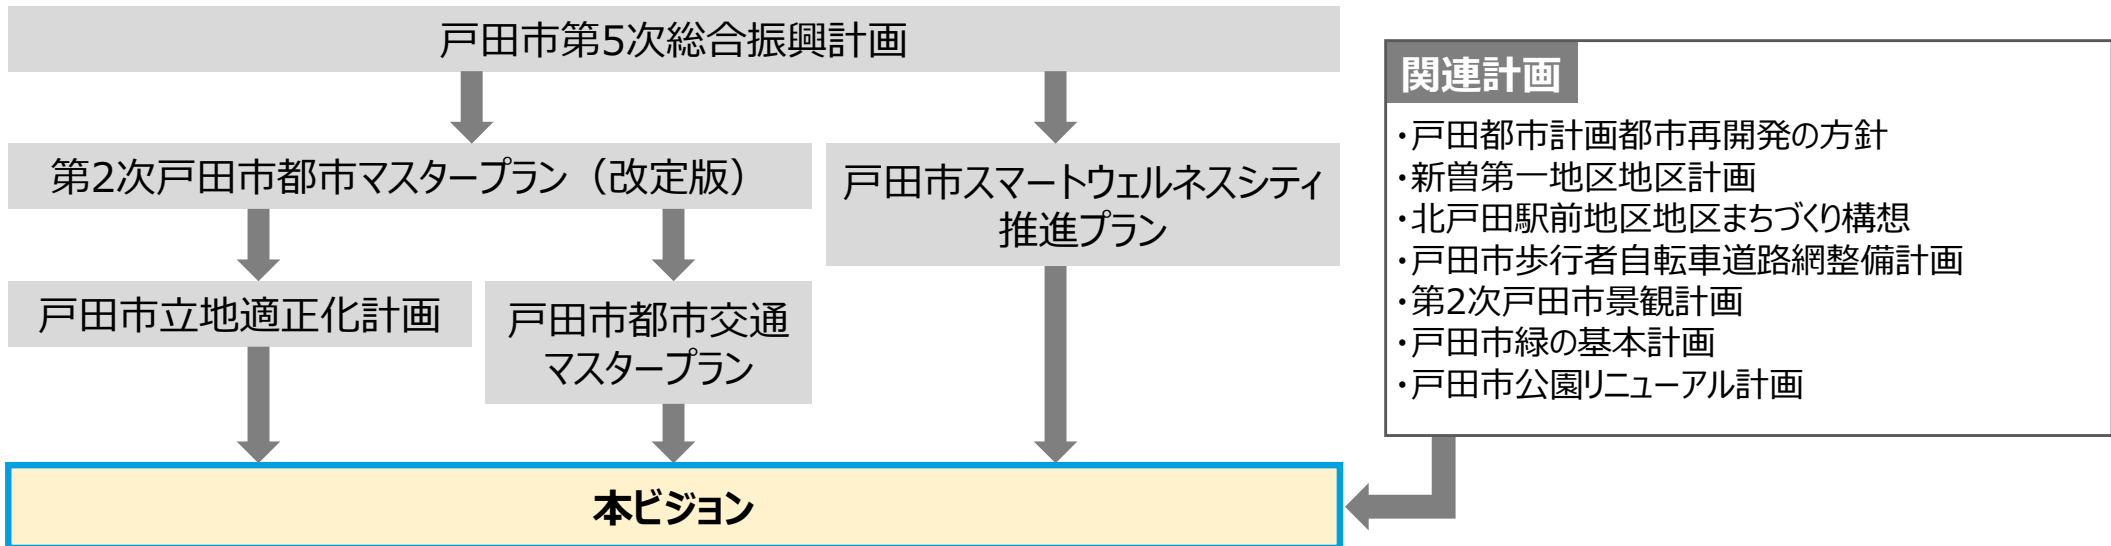 戸田市第5次総合振興計画
第2次戸田市都市マスタープラン（改定版）
戸田市スマートウェルネスシティ
推進プラン
戸田市立地適正化計画
戸田市都市交通
マスタープラン
本ビジョン
関連計画
・戸田都市計画都市再開発の方針
・新曽第一地区地区計画
・北戸田駅前地区地区まちづくり構想
・戸田市歩行者自転車道路網整備計画
・第2次戸田市景観計画
・戸田市緑の基本計画
・戸田市公園リニューアル計画